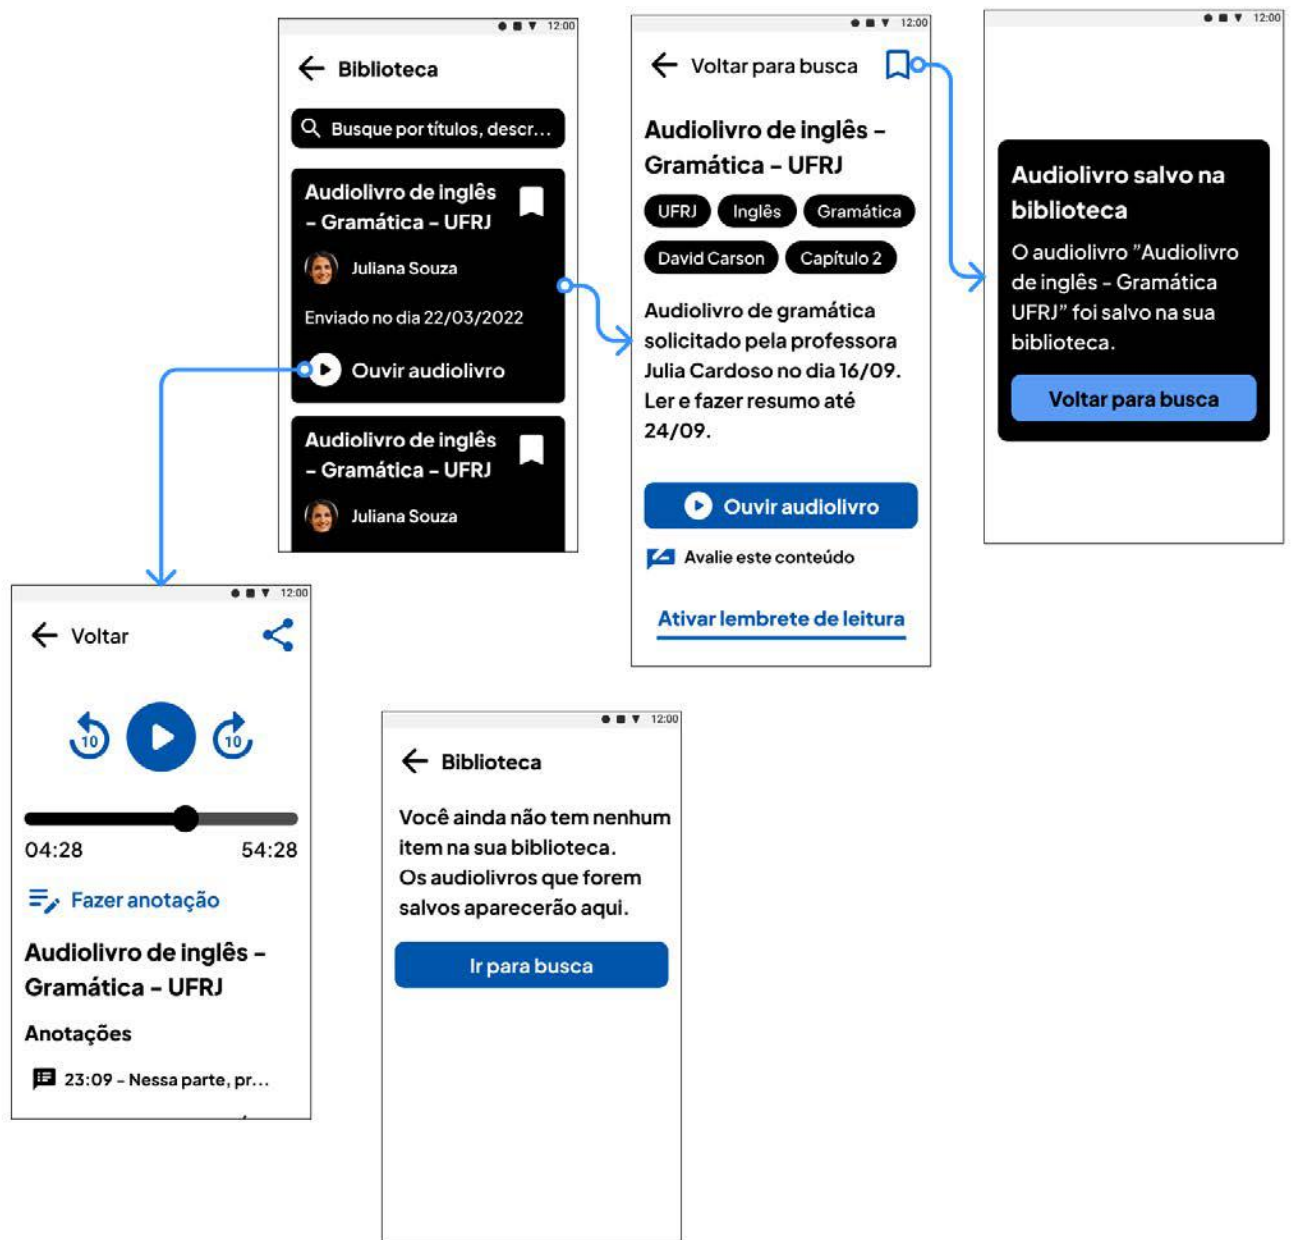 12:00
Biblioteca
Busque por títulos, descr...
Audiolivro de inglês
– Gramática – UFRJ
Juliana Souza
Enviado no dia 22/03/2022
Ouvir audiolivro
Audiolivro de inglês
– Gramática – UFRJ
Juliana Souza
12:00
Voltar para busca
Audiolivro de inglês –
Gramática – UFRJ
UFRJ Inglês Gramática
David Carson Capítulo 2
Audiolivro de gramática
solicitado pela professora
Julia Cardoso no dia 16/09.
Ler e fazer resumo até
24/09.
Ouvir audiolivro
Avalie este conteúdo
Ativar lembrete de leitura
12:00
Audiolivro salvo na
biblioteca
O audiolivro "Audiolivro
de inglês – Gramática
UFRJ" foi salvo na sua
biblioteca.
Voltar para busca
12:00
Voltar
10 10
04:28 54:28
Fazer anotação
Audiolivro de inglês –
Gramática – UFRJ
Anotações
23:09 – Nessa parte, pr...
12:00
Biblioteca
Você ainda não tem nenhum
item na sua biblioteca.
Os audiolivros que forem
salvos aparecerão aqui.
Ir para busca